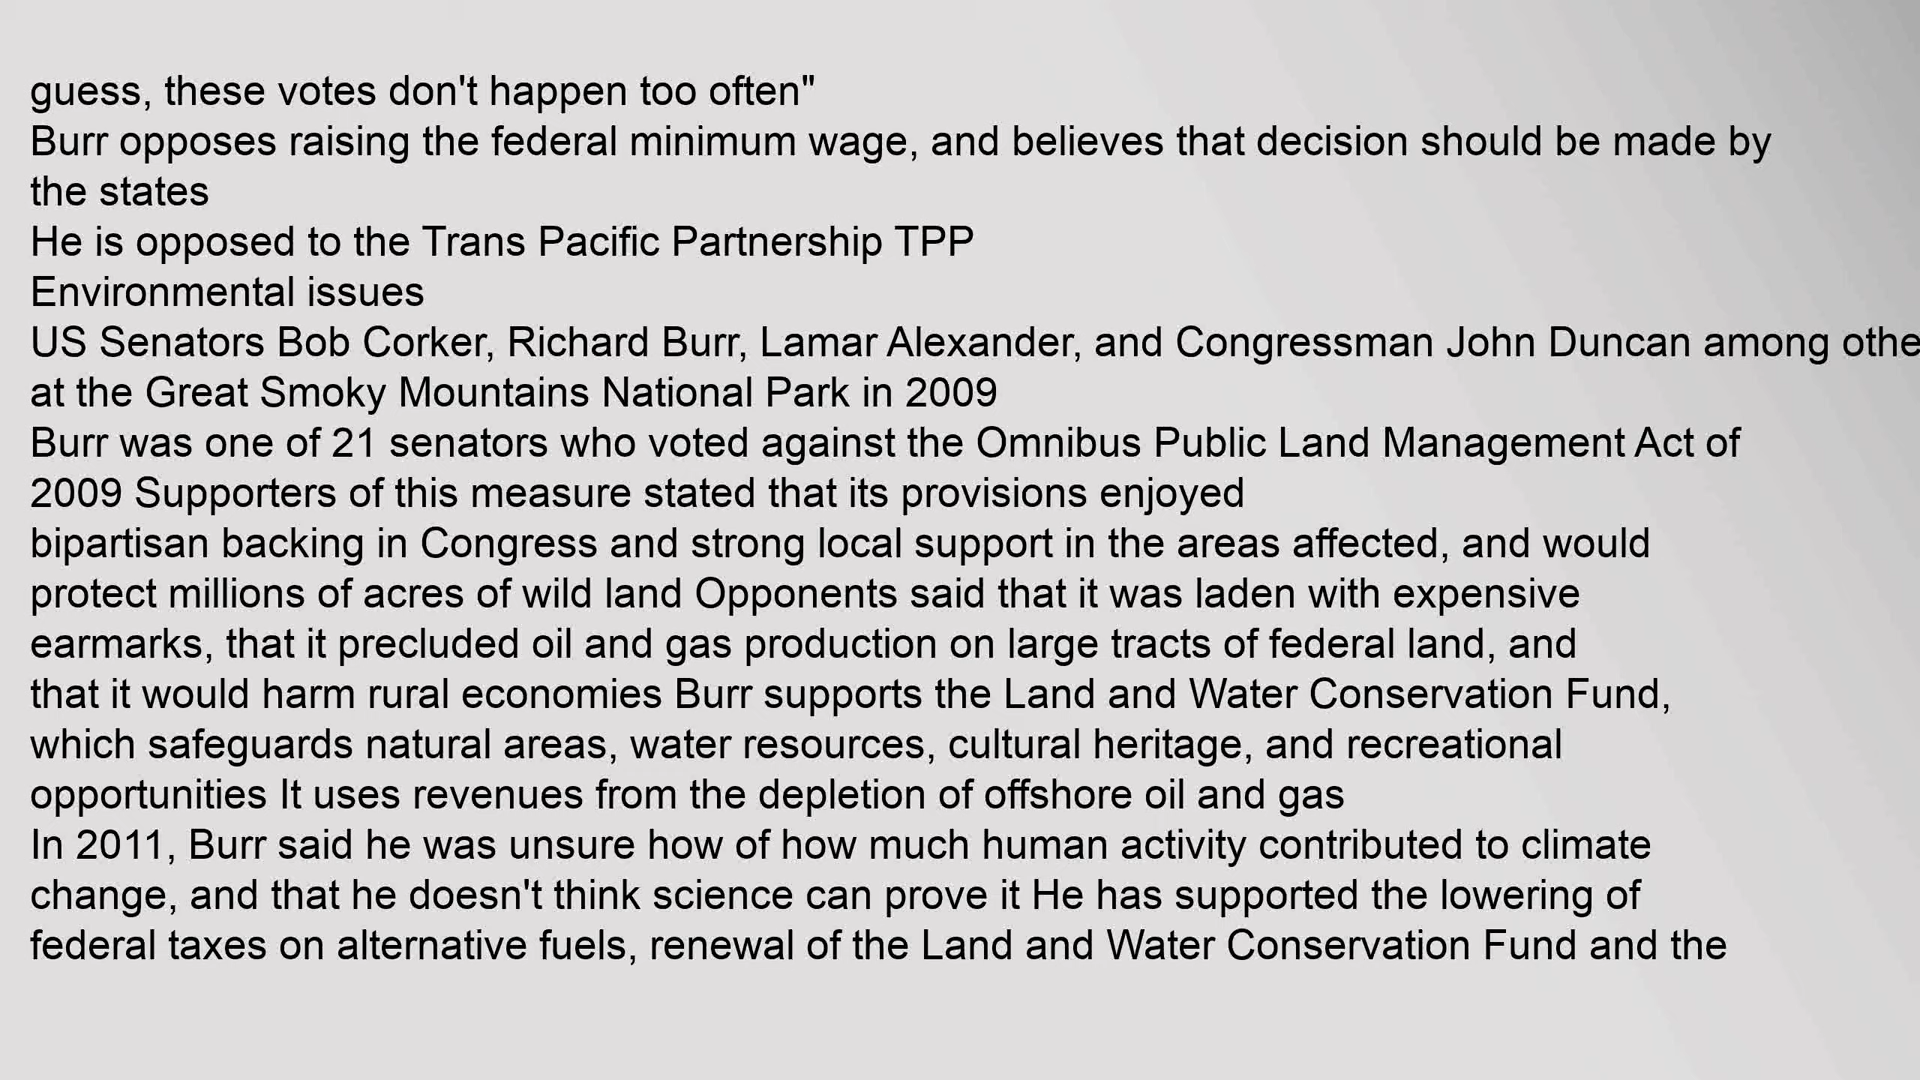 guess, these votes don't happen too often"
Burr opposes raising the federal minimum wage, and believes that decision should be made by
the states
He is opposed to the Trans Pacific Partnership TPP
Environmental issues
US Senators Bob Corker, Richard Burr, Lamar Alexander, and Congressman John Duncan among othe
at the Great Smoky Mountains National Park in 2009
Burr was one of 21 senators who voted against the Omnibus Public Land Management Act of
2009 Supporters of this measure stated that its provisions enjoyed
bipartisan backing in Congress and strong local support in the areas affected, and would
protect millions of acres of wild land Opponents said that it was laden with expensive
earmarks, that it precluded oil and gas production on large tracts of federal land, and
that it would harm rural economies Burr supports the Land and Water Conservation Fund,
which safeguards natural areas, water resources, cultural heritage, and recreational
opportunities It uses revenues from the depletion of offshore oil and gas
In 2011, Burr said he was unsure how of how much human activity contributed to climate
change, and that he doesn't think science can prove it He has supported the lowering of
federal taxes on alternative fuels, renewal of the Land and Water Conservation Fund and the